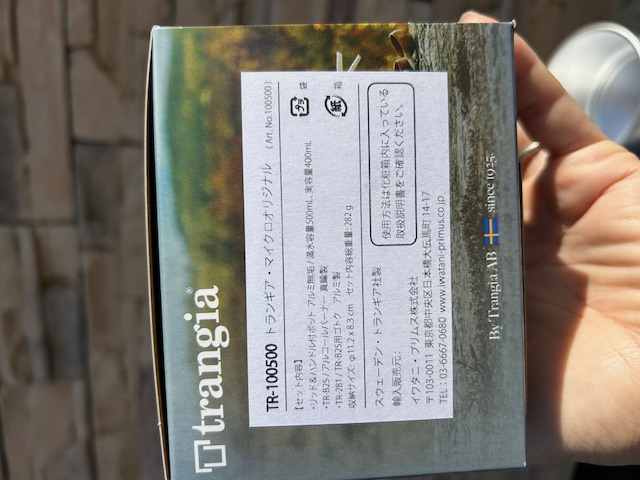 trangia®
TR-100500 トランギア・マイクロオリジナル (Art.No.100500)
【セット内容】
・リッド&ハンドル付ポット アルミ無垢 / 満水容量500mL、実容量400mL
・TR-B25 / アルコールバーナー 真鍮製
・TR-281 / TR-B25用ゴトク アルミ製
収納サイズ: φ11.2 x 8.3 cm セット内容総重量: 282 g
プラ 袋
紙 箱
スウェーデン・トランギア社製
輸入販売元:
イワタニ・プリムス株式会社
〒103-0011 東京都中央区日本橋大伝馬町 14-17
TEL : 03-6667-0680 www.iwatani-primus.co.jp
使用方法は化粧箱内に入っている
取扱説明書をご確認ください。
By Trangia AB since 1925.